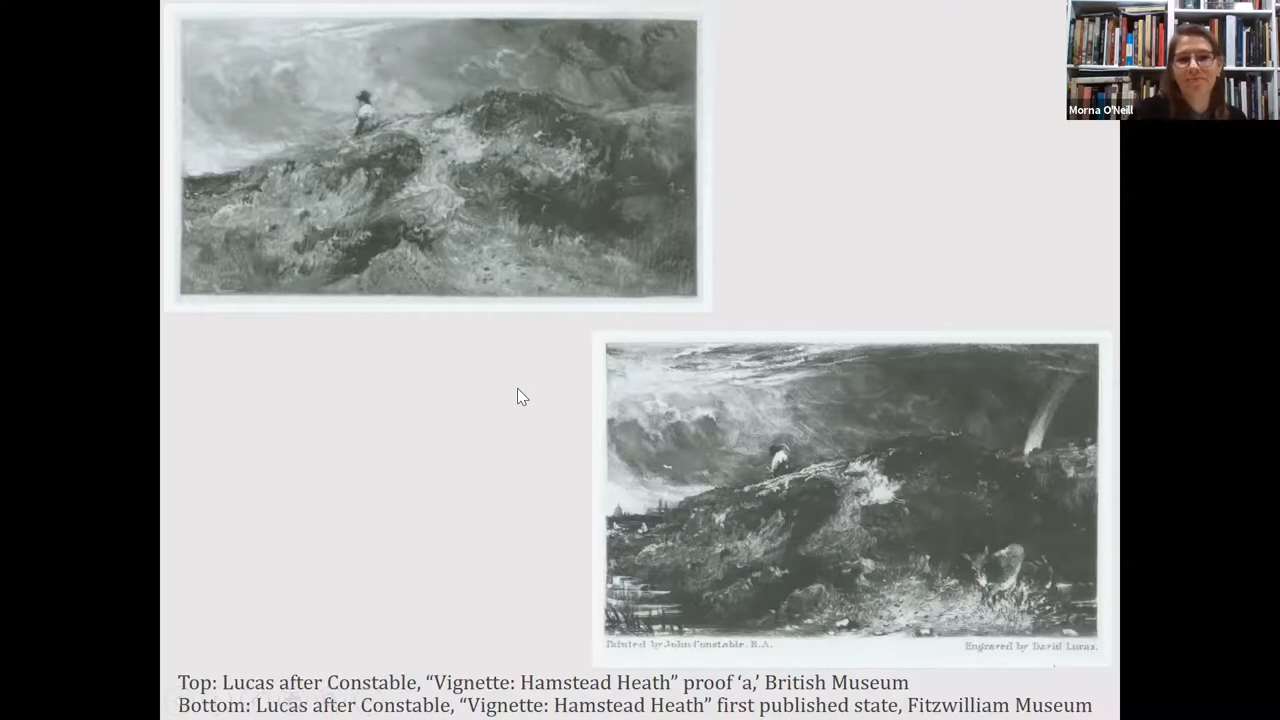 Morna O'Neill
Painted by John Constable. R.A.
Engraved by David Lucas.
Top: Lucas after Constable, “Vignette: Hamstead Heath” proof ‘a,’ British Museum
Bottom: Lucas after Constable, “Vignette: Hamstead Heath” first published state, Fitzwilliam Museum